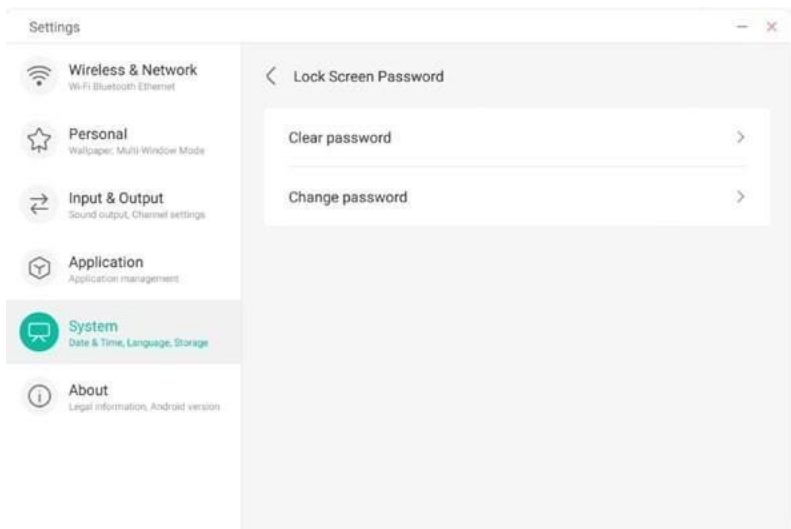 Settings
Wireless & Network
Wi-Fi Bluetooth Ethernet
Lock Screen Password
Clear password
Change password
Personal
Wallpaper, Multi-Window Mode
Input & Output
Sound output, Channel settings
Application
Application management
System
Date & Time, Language, Storage
About
Legal information, Android version